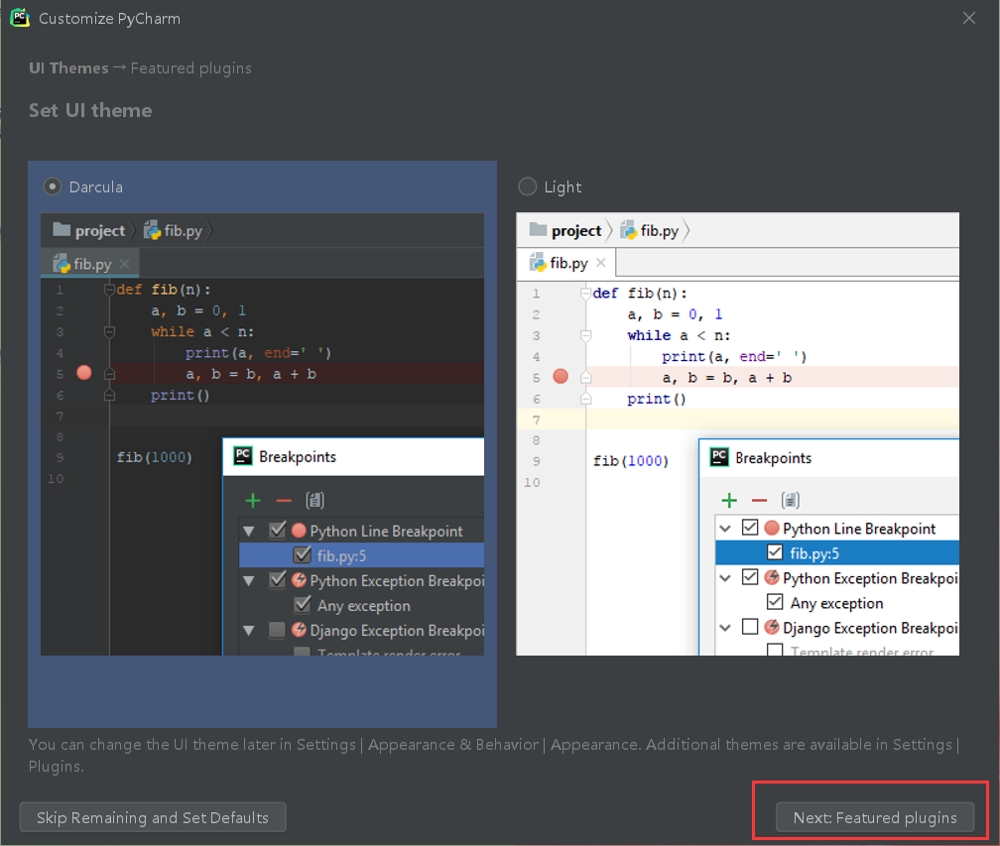 Customize PyCharm
UI Themes → Featured plugins
Set UI theme
Darcula
project
fib.py
fib.py
1 def fib(n):
2 a, b = 0, 1
3 while a < n:
4 print(a, end=' ')
5 a, b = b, a + b
6 print()
7
8
9 fib(1000)
10
PC Breakpoints
Python Line Breakpoint
fib.py:5
Python Exception Breakpoi
Any exception
Django Exception Breakpoi
Template render error
Light
project
fib.py
fib.py
1 def fib(n):
2 a, b = 0, 1
3 while a < n:
4 print(a, end=' ')
5 a, b = b, a + b
6 print()
7
8
9 fib(1000)
10
PC Breakpoints
Python Line Breakpoint
fib.py:5
Python Exception Breakpoi
Any exception
Django Exception Breakpoi
Template render error
You can change the UI theme later in Settings | Appearance & Behavior | Appearance. Additional themes are available in Settings |
Plugins.
Skip Remaining and Set Defaults
Next: Featured plugins